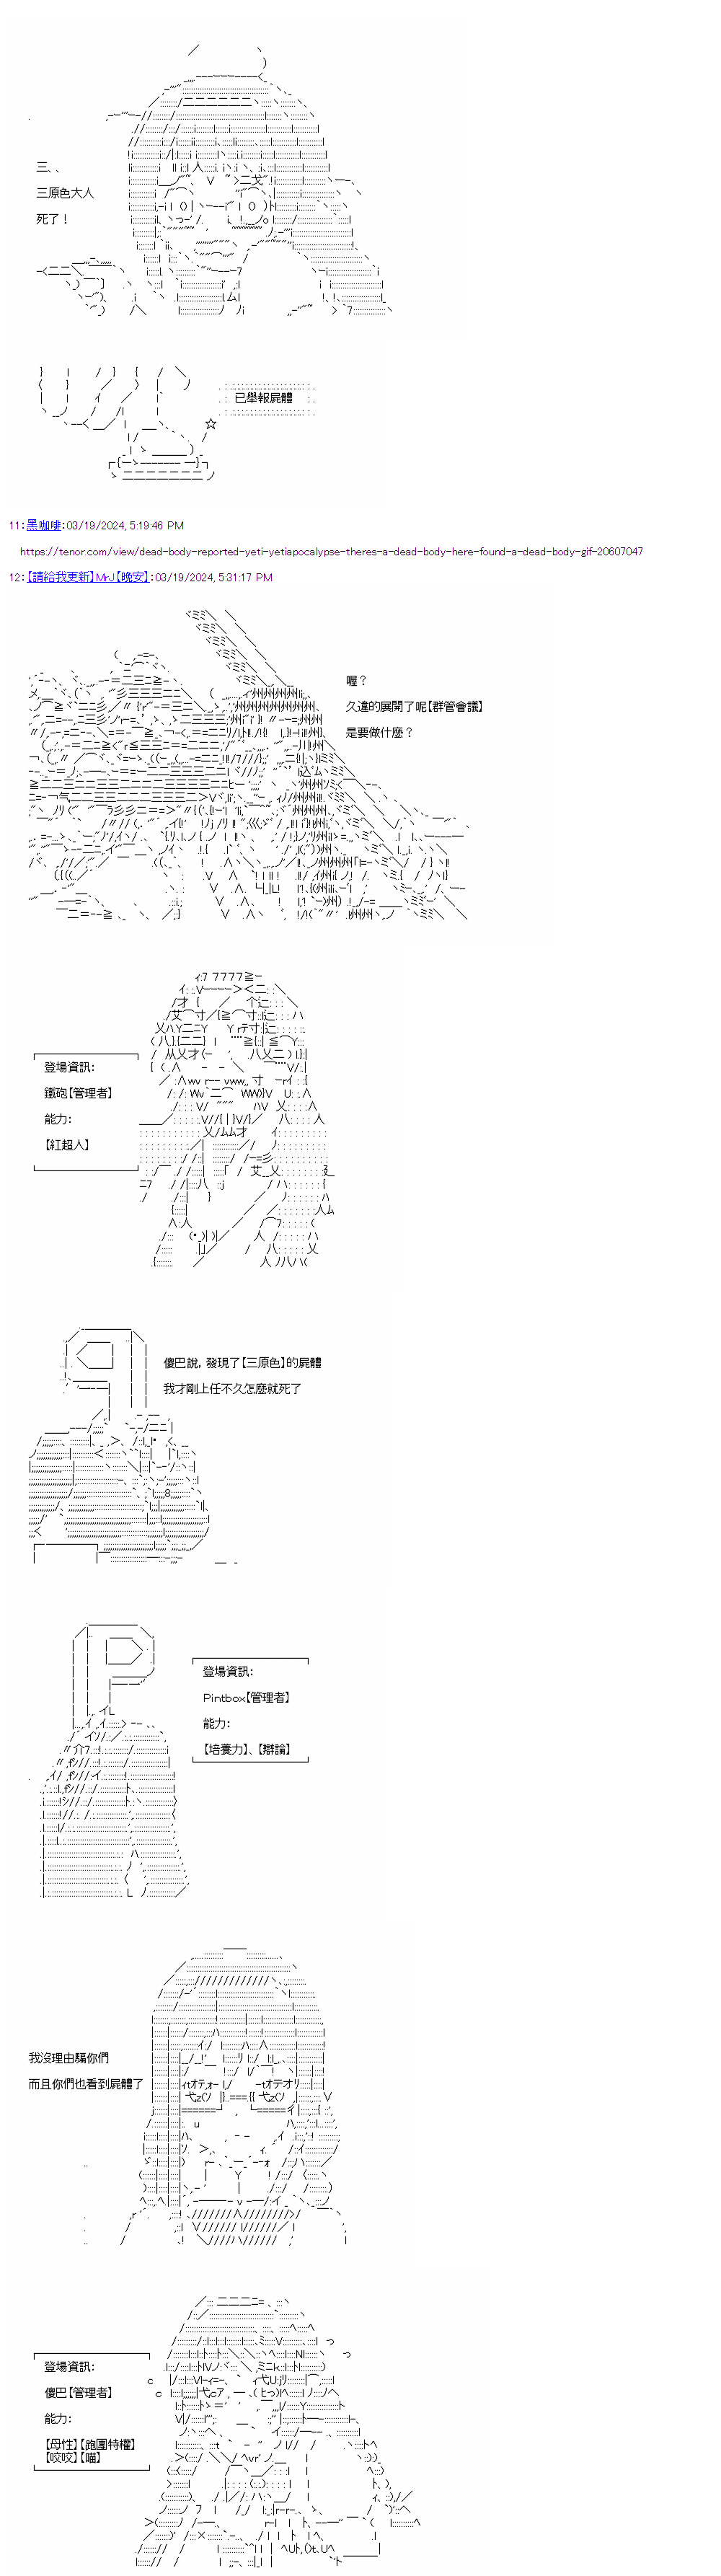 三、、
三原色大人
死了！
已舉報屍體
11：黑咖啡：03/19/2024, 5:19:46 PM
https://tenor.com/view/dead-body-reported-yeti-yetiapocalypse-theres-a-dead-body-here-found-a-dead-body-gif-20607047
12：【請給我更新】MrJ【晚安】：03/19/2024, 5:31:17 PM
喔？
久違的展開了呢【群管會議】
是要做什麼？
登場資訊：
鐵砲【管理者】
能力：
【紅超人】
傻巴說，發現了【三原色】的屍體
我才剛上任不久怎麼就死了
登場資訊：
Pintbox【管理者】
能力：
【培養力】、【辯論】
我沒理由騙你們
而且你們也看到屍體了
登場資訊：
傻巴【管理者】
能力：
【母性】【跑團特權】
【咬咬】【喵】